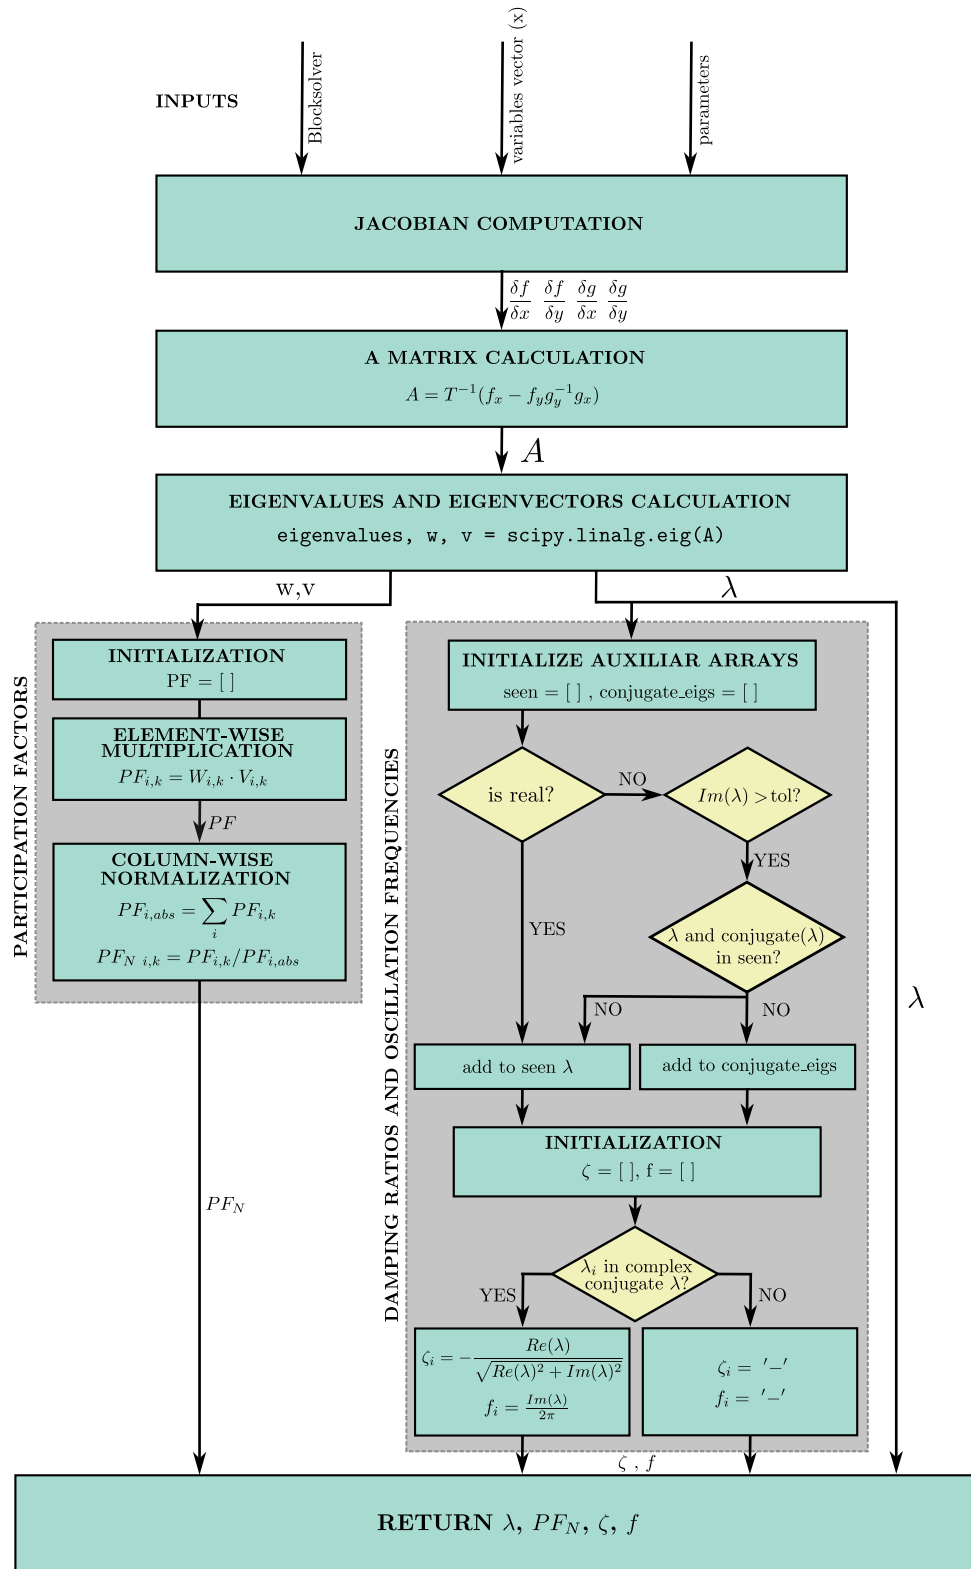 INPUTS
Blocksolver
variables vector (x)
parameters
JACOBIAN COMPUTATION
δf/δx δf/δy δg/δx δg/δy
A MATRIX CALCULATION
A = T⁻¹(fₓ − f_y g_y⁻¹ gₓ)
A
EIGENVALUES AND EIGENVECTORS CALCULATION
eigenvalues, w, v = scipy.linalg.eig(A)
w,v
λ
PARTICIPATION FACTORS
INITIALIZATION
PF = [ ]
ELEMENT-WISE
MULTIPLICATION
PF_{i,k} = W_{i,k} · V_{i,k}
PF
COLUMN-WISE
NORMALIZATION
PF_{i,abs} = ∑_i PF_{i,k}
PF_{N i,k} = PF_{i,k}/PF_{i,abs}
PF_N
DAMPING RATIOS AND OSCILLATION FREQUENCIES
INITIALIZE AUXILIAR ARRAYS
seen = [ ] , conjugate_eigs = [ ]
is real?
NO
Im(λ) > tol?
YES
YES
λ and conjugate(λ)
in seen?
NO
NO
add to seen λ
add to conjugate_eigs
INITIALIZATION
ζ = [ ], f = [ ]
λ_i in complex
conjugate λ?
YES
NO
ζ_i = − Re(λ)/√(Re(λ)² + Im(λ)²)
f_i = Im(λ)/2π
ζ_i = '−'
f_i = '−'
λ
ζ , f
RETURN λ, PF_N, ζ, f